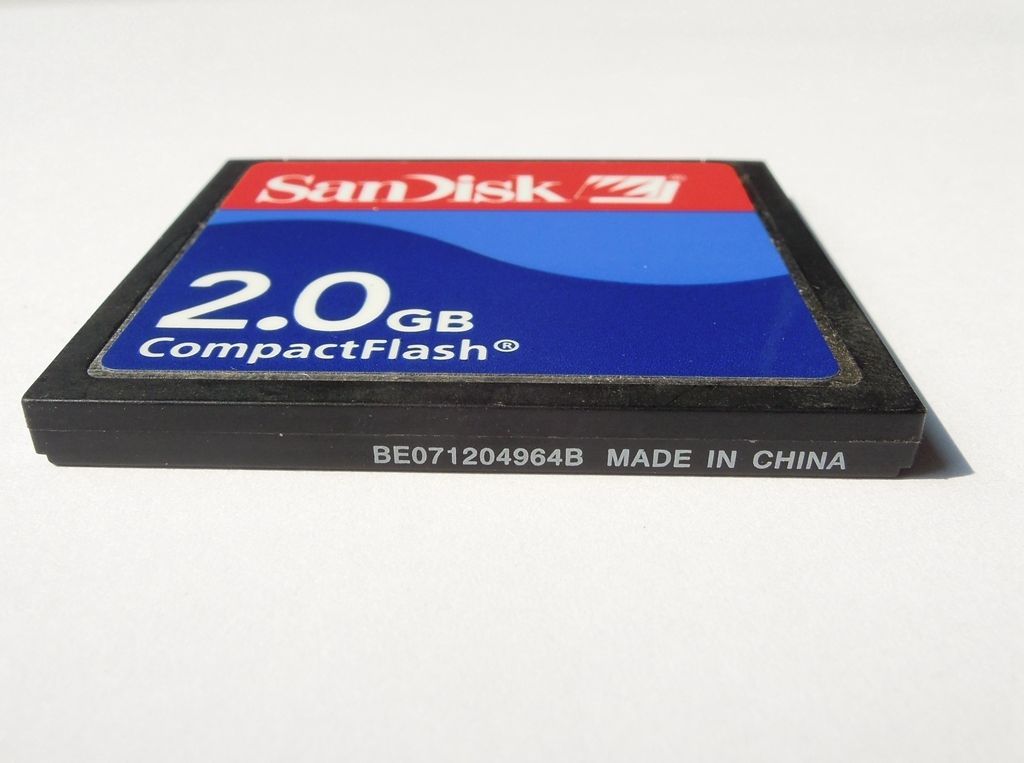 SanDisk
2.0GB
CompactFlash®
BE071204964B MADE IN CHINA